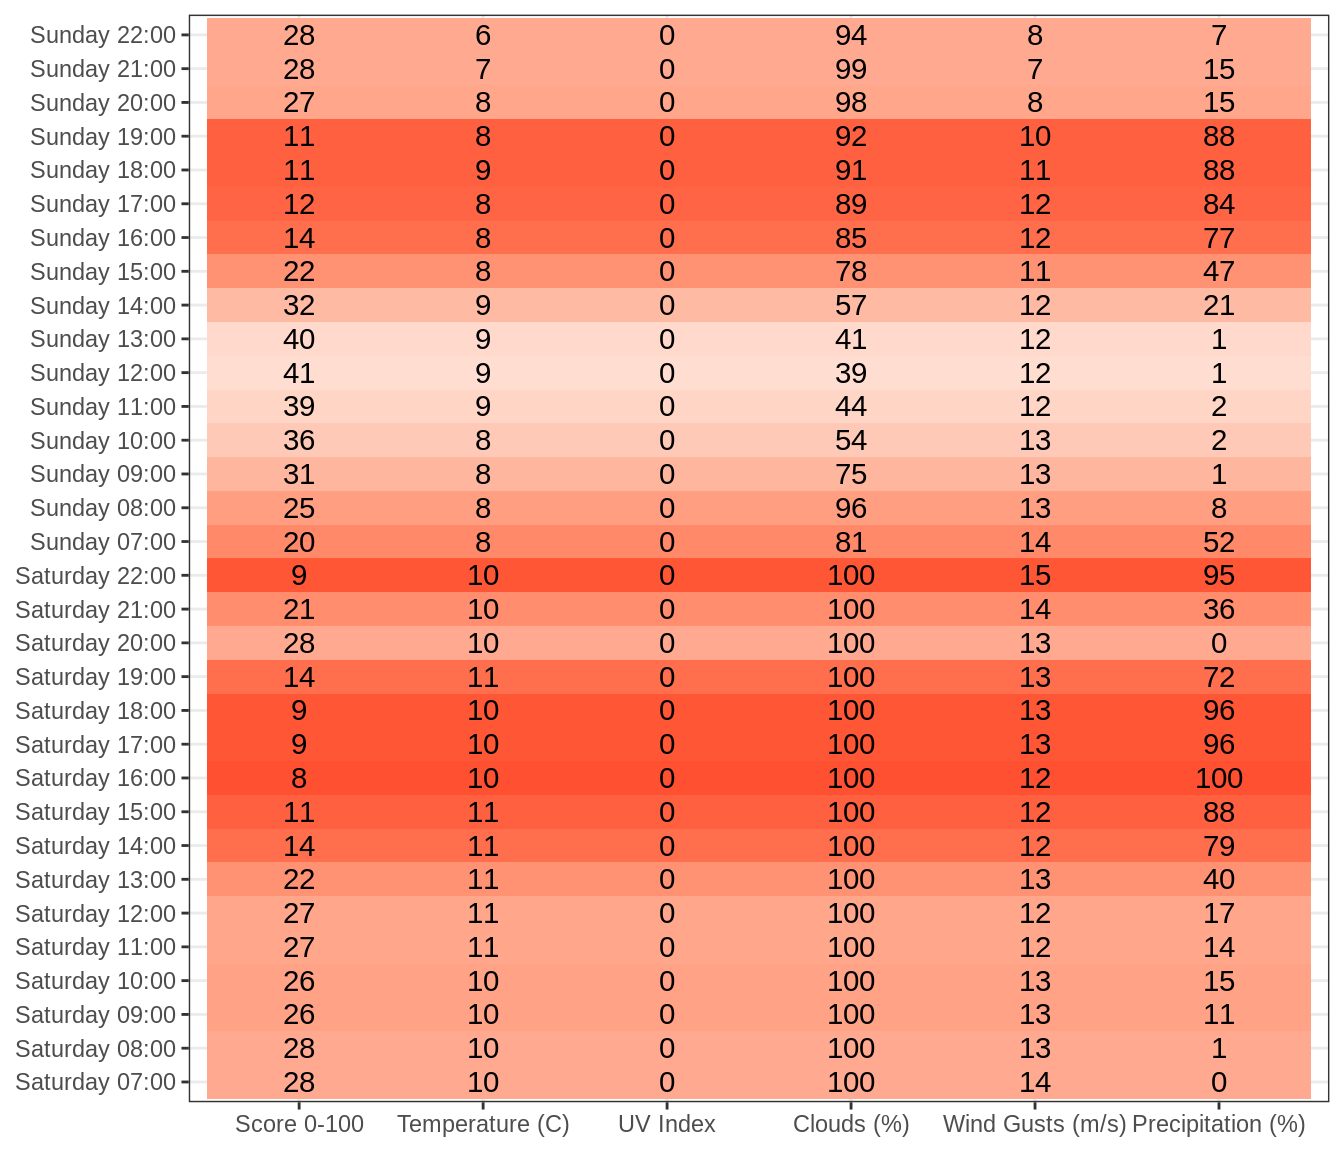 Sunday 22:00 28 6 0 94 8 7
Sunday 21:00 28 7 0 99 7 15
Sunday 20:00 27 8 0 98 8 15
Sunday 19:00 11 8 0 92 10 88
Sunday 18:00 11 9 0 91 11 88
Sunday 17:00 12 8 0 89 12 84
Sunday 16:00 14 8 0 85 12 77
Sunday 15:00 22 8 0 78 11 47
Sunday 14:00 32 9 0 57 12 21
Sunday 13:00 40 9 0 41 12 1
Sunday 12:00 41 9 0 39 12 1
Sunday 11:00 39 9 0 44 12 2
Sunday 10:00 36 8 0 54 13 2
Sunday 09:00 31 8 0 75 13 1
Sunday 08:00 25 8 0 96 13 8
Sunday 07:00 20 8 0 81 14 52
Saturday 22:00 9 10 0 100 15 95
Saturday 21:00 21 10 0 100 14 36
Saturday 20:00 28 10 0 100 13 0
Saturday 19:00 14 11 0 100 13 72
Saturday 18:00 9 10 0 100 13 96
Saturday 17:00 9 10 0 100 13 96
Saturday 16:00 8 10 0 100 12 100
Saturday 15:00 11 11 0 100 12 88
Saturday 14:00 14 11 0 100 12 79
Saturday 13:00 22 11 0 100 13 40
Saturday 12:00 27 11 0 100 12 17
Saturday 11:00 27 11 0 100 12 14
Saturday 10:00 26 10 0 100 13 15
Saturday 09:00 26 10 0 100 13 11
Saturday 08:00 28 10 0 100 13 1
Saturday 07:00 28 10 0 100 14 0
Score 0-100 Temperature (C) UV Index Clouds (%) Wind Gusts (m/s) Precipitation (%)